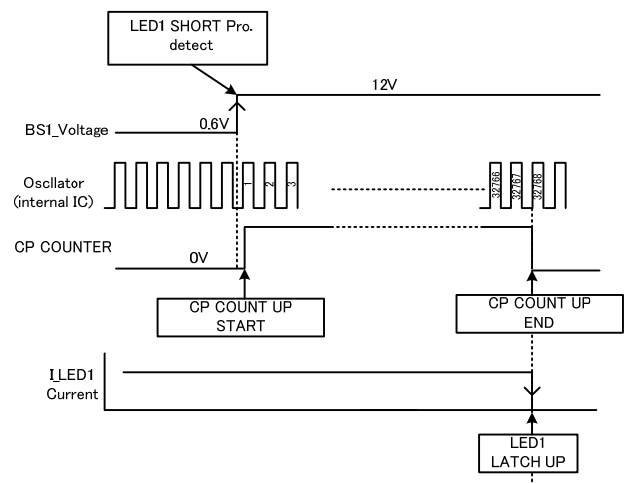 LED1 SHORT Pro.
detect
12V
BS1_Voltage
0.6V
Oscllator
(internal IC)
1
2
3
32766
32767
32768
CP COUNTER
0V
CP COUNT UP
START
CP COUNT UP
END
I_LED1
Current
LED1
LATCH UP